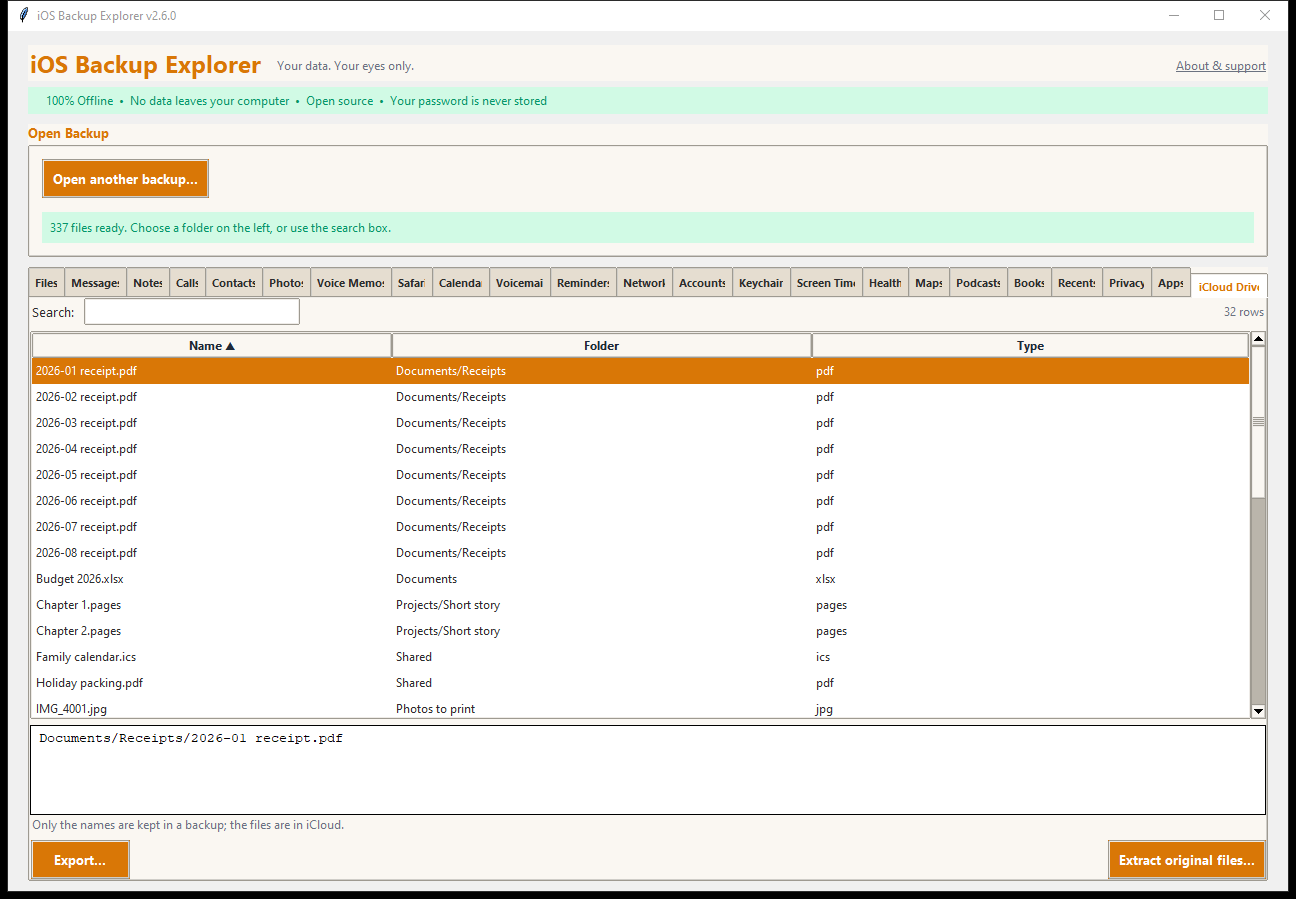 iOS Backup Explorer v2.6.0
iOS Backup Explorer Your data. Your eyes only. About & support
100% Offline • No data leaves your computer • Open source • Your password is never stored
Open Backup
Open another backup...
337 files ready. Choose a folder on the left, or use the search box.
Files Messages Notes Calls Contacts Photos Voice Memos Safari Calenda Voicemai Reminders Network Accounts Keychain Screen Time Health Maps Podcasts Books Recents Privacy Apps iCloud Drive
Search: 32 rows
Name ▲ Folder Type
2026-01 receipt.pdf Documents/Receipts pdf
2026-02 receipt.pdf Documents/Receipts pdf
2026-03 receipt.pdf Documents/Receipts pdf
2026-04 receipt.pdf Documents/Receipts pdf
2026-05 receipt.pdf Documents/Receipts pdf
2026-06 receipt.pdf Documents/Receipts pdf
2026-07 receipt.pdf Documents/Receipts pdf
2026-08 receipt.pdf Documents/Receipts pdf
Budget 2026.xlsx Documents xlsx
Chapter 1.pages Projects/Short story pages
Chapter 2.pages Projects/Short story pages
Family calendar.ics Shared ics
Holiday packing.pdf Shared pdf
IMG_4001.jpg Photos to print jpg
Documents/Receipts/2026-01 receipt.pdf
Only the names are kept in a backup; the files are in iCloud.
Export... Extract original files...